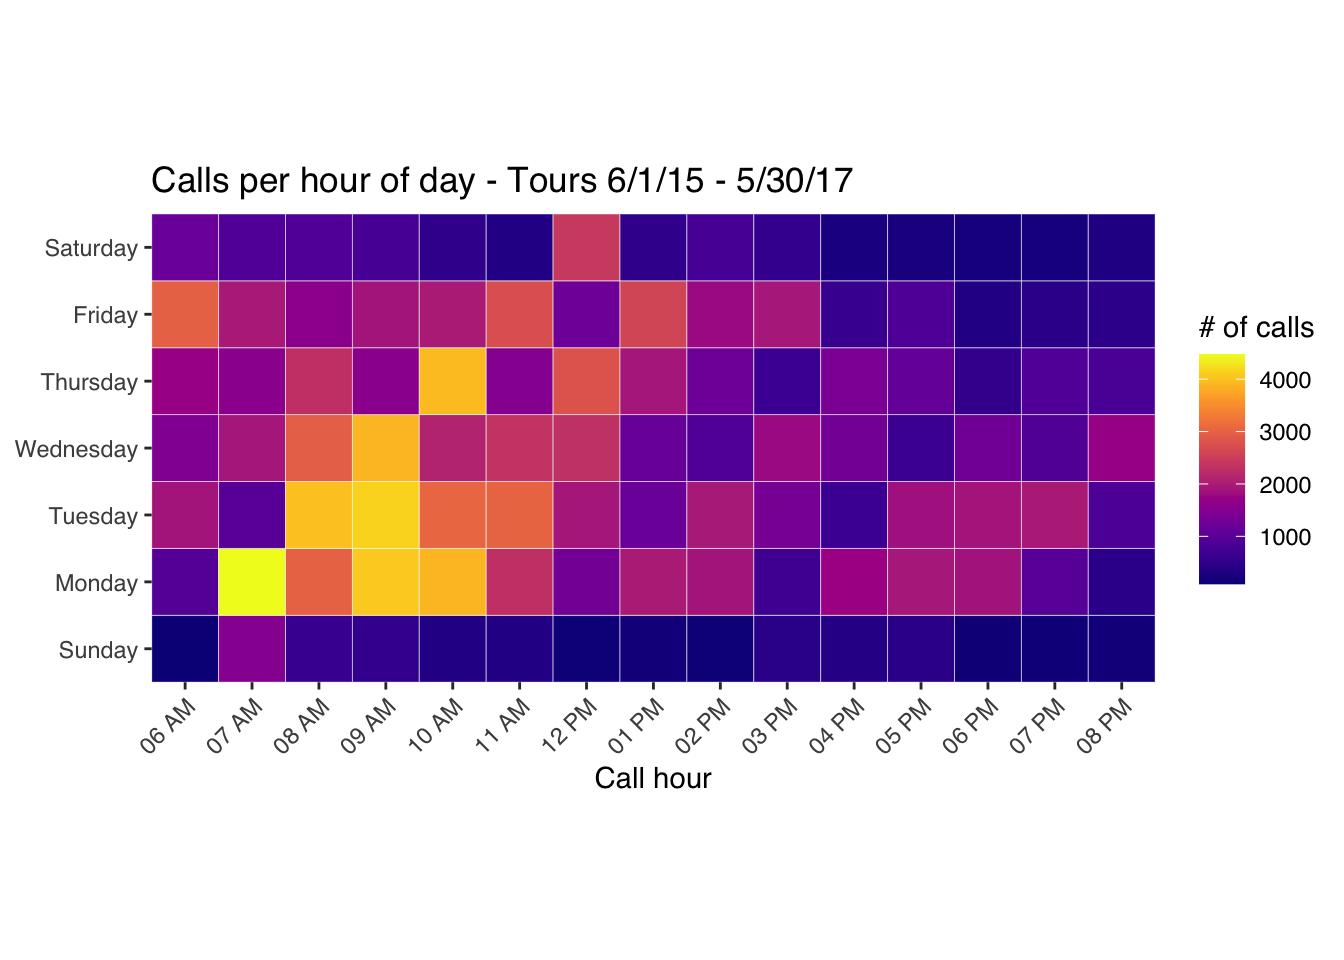 Calls per hour of day - Tours 6/1/15 - 5/30/17
Saturday
Friday
Thursday
Wednesday
Tuesday
Monday
Sunday
06 AM
07 AM
08 AM
09 AM
10 AM
11 AM
12 PM
01 PM
02 PM
03 PM
04 PM
05 PM
06 PM
07 PM
08 PM
Call hour
# of calls
4000
3000
2000
1000